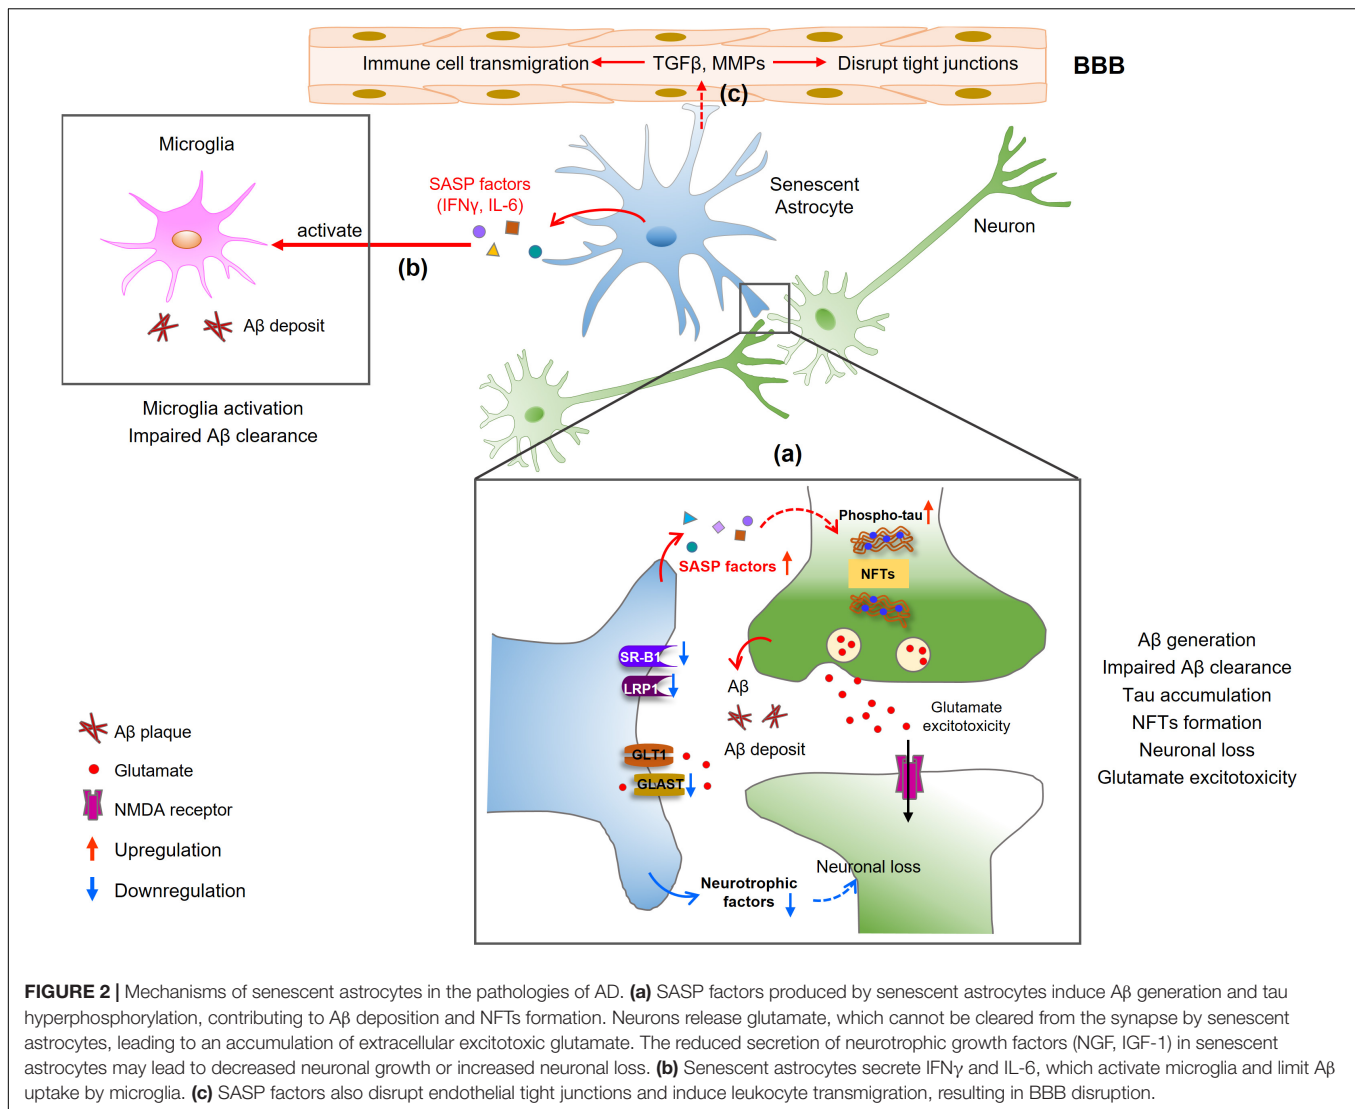 Immune cell transmigration
TGFβ, MMPs
Disrupt tight junctions
BBB
(c)
Microglia
SASP factors
(IFNγ, IL-6)
activate
(b)
Aβ deposit
Microglia activation
Impaired Aβ clearance
Senescent
Astrocyte
Neuron
(a)
Phospho-tau
SASP factors
NFTs
SR-B1
LRP1
Aβ
Aβ deposit
Glutamate
excitotoxicity
GLT1
GLAST
Neurotrophic
factors
Neuronal loss
Aβ generation
Impaired Aβ clearance
Tau accumulation
NFTs formation
Neuronal loss
Glutamate excitotoxicity
Aβ plaque
Glutamate
NMDA receptor
Upregulation
Downregulation
FIGURE 2 | Mechanisms of senescent astrocytes in the pathologies of AD. (a) SASP factors produced by senescent astrocytes induce Aβ generation and tau
hyperphosphorylation, contributing to Aβ deposition and NFTs formation. Neurons release glutamate, which cannot be cleared from the synapse by senescent
astrocytes, leading to an accumulation of extracellular excitotoxic glutamate. The reduced secretion of neurotrophic growth factors (NGF, IGF-1) in senescent
astrocytes may lead to decreased neuronal growth or increased neuronal loss. (b) Senescent astrocytes secrete IFNγ and IL-6, which activate microglia and limit Aβ
uptake by microglia. (c) SASP factors also disrupt endothelial tight junctions and induce leukocyte transmigration, resulting in BBB disruption.